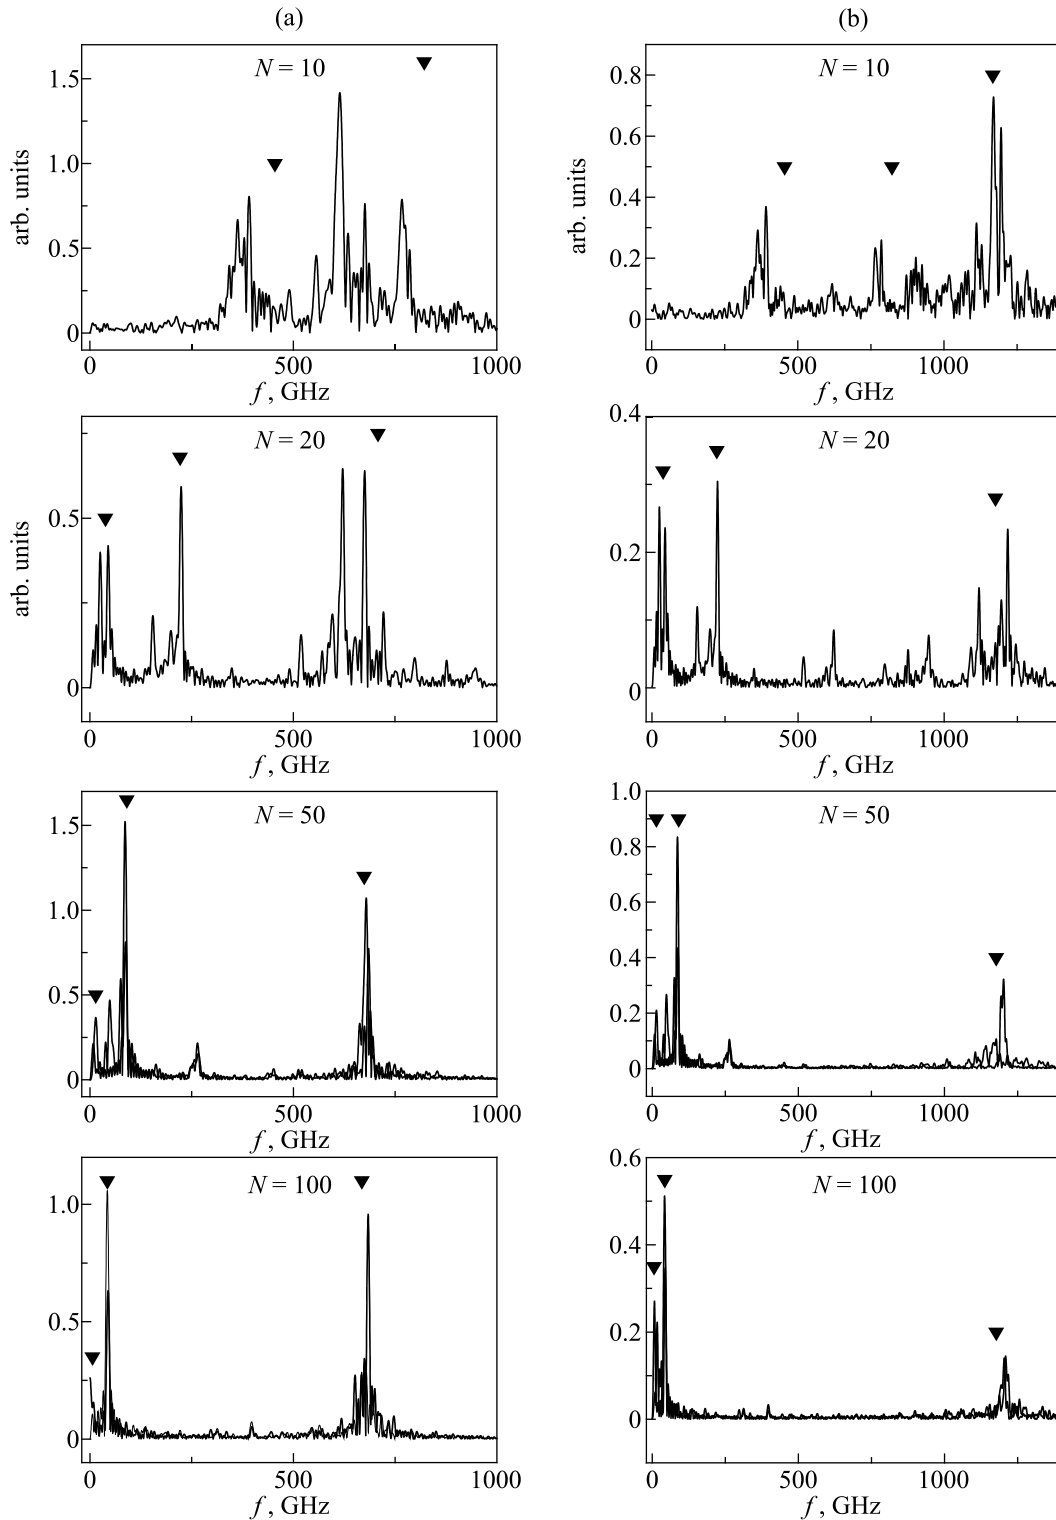 (a) (b)
N = 10 N = 10
arb. units arb. units
1.5
1.0
0.5
0
0.8
0.6
0.4
0.2
0
0 500 1000 0 500 1000
f, GHz f, GHz
N = 20 N = 20
arb. units
0.5
0
0.4
0.2
0
0 500 1000 0 500 1000
f, GHz f, GHz
N = 50 N = 50
1.5
1.0
0.5
0
1.0
0.8
0.6
0.4
0.2
0
0 500 1000 0 500 1000
f, GHz f, GHz
N = 100 N = 100
1.0
0.5
0
0.6
0.4
0.2
0
0 500 1000 0 500 1000
f, GHz f, GHz